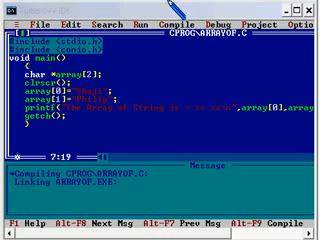 Turbo C++ IDE
≡ File Edit Search Run Compile Debug Project Optio
CPROG\ARRAYOF.C
#include <stdio.h>
#include <conio.h>
void main()
{
char *array[2];
clrscr();
array[0]=
array[1]="Philip";
printf("The Array of String is = %s %s\n",array[0],array
getch();
}
7:19
Message
•Compiling CPROG\ARRAYOF.C:
Linking ARRAYOF.EXE:
F1 Help Alt-F8 Next Msg Alt-F7 Prev Msg Alt-F9 Compile